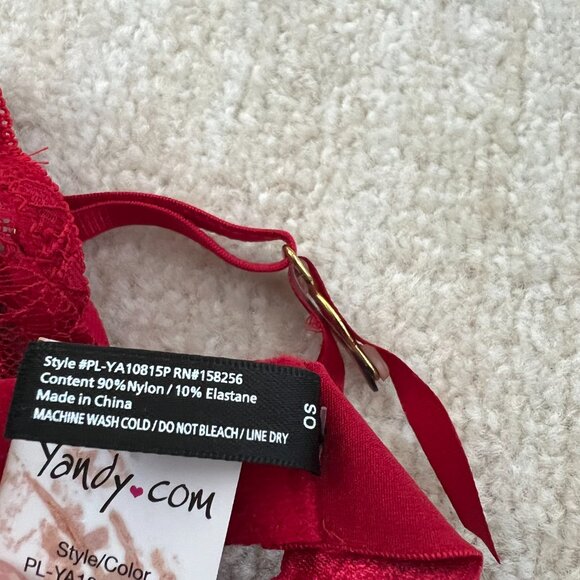 Style #PL-YA10815P RN#158256
Content 90%Nylon / 10% Elastane
Made in China
MACHINE WASH COLD / DO NOT BLEACH / LINE DRY
OS
Yandy.com
Style/Color